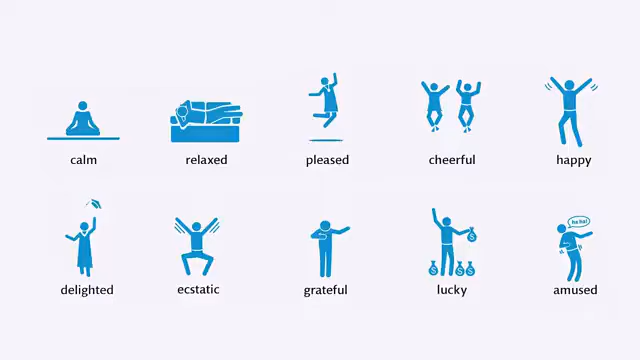 calm
relaxed
pleased
cheerful
happy
ha ha!
delighted
ecstatic
grateful
lucky
amused
$
$ $ $